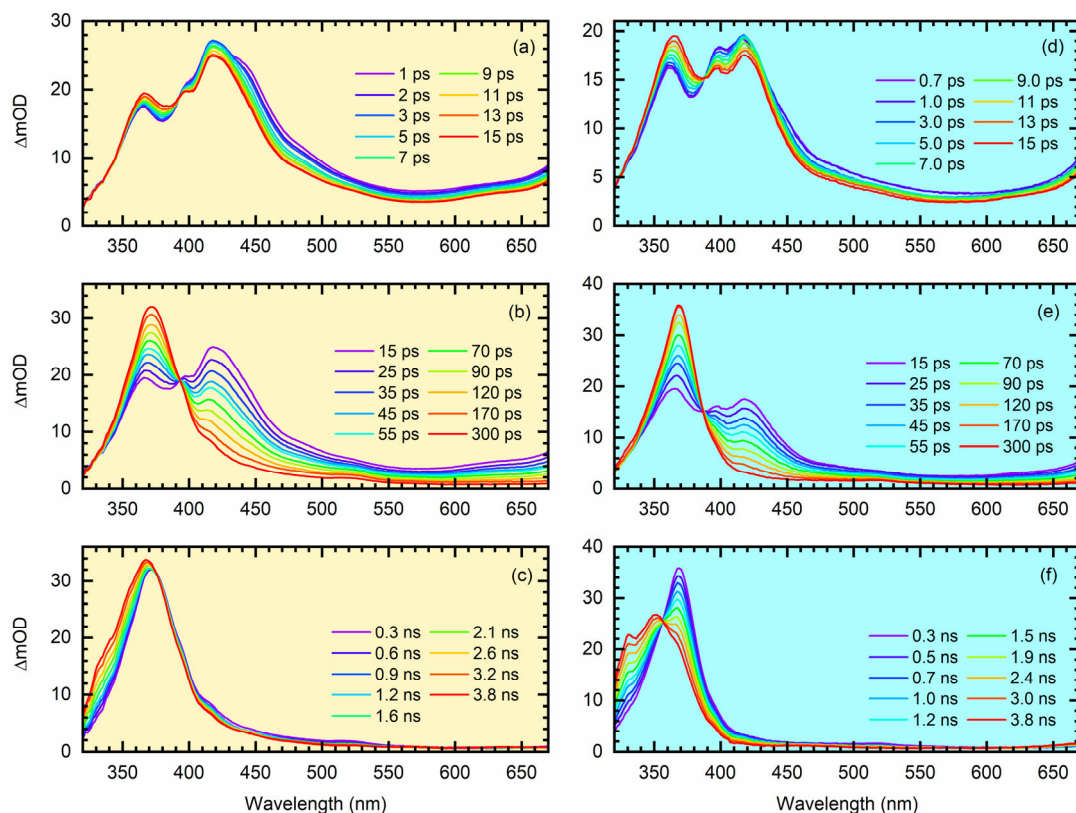 (a)
30
20
10
0
ΔmOD
1 ps 9 ps
2 ps 11 ps
3 ps 13 ps
5 ps 15 ps
7 ps
350 400 450 500 550 600 650
(d)
20
15
10
5
0
0.7 ps 9.0 ps
1.0 ps 11 ps
3.0 ps 13 ps
5.0 ps 15 ps
7.0 ps
350 400 450 500 550 600 650
(b)
30
20
10
0
ΔmOD
15 ps 70 ps
25 ps 90 ps
35 ps 120 ps
45 ps 170 ps
55 ps 300 ps
350 400 450 500 550 600 650
(e)
40
30
20
10
0
15 ps 70 ps
25 ps 90 ps
35 ps 120 ps
45 ps 170 ps
55 ps 300 ps
350 400 450 500 550 600 650
(c)
30
20
10
0
ΔmOD
0.3 ns 2.1 ns
0.6 ns 2.6 ns
0.9 ns 3.2 ns
1.2 ns 3.8 ns
1.6 ns
350 400 450 500 550 600 650
Wavelength (nm)
(f)
40
30
20
10
0
0.3 ns 1.5 ns
0.5 ns 1.9 ns
0.7 ns 2.4 ns
1.0 ns 3.0 ns
1.2 ns 3.8 ns
350 400 450 500 550 600 650
Wavelength (nm)